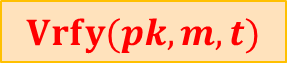 Vrfy(pk, m, t)